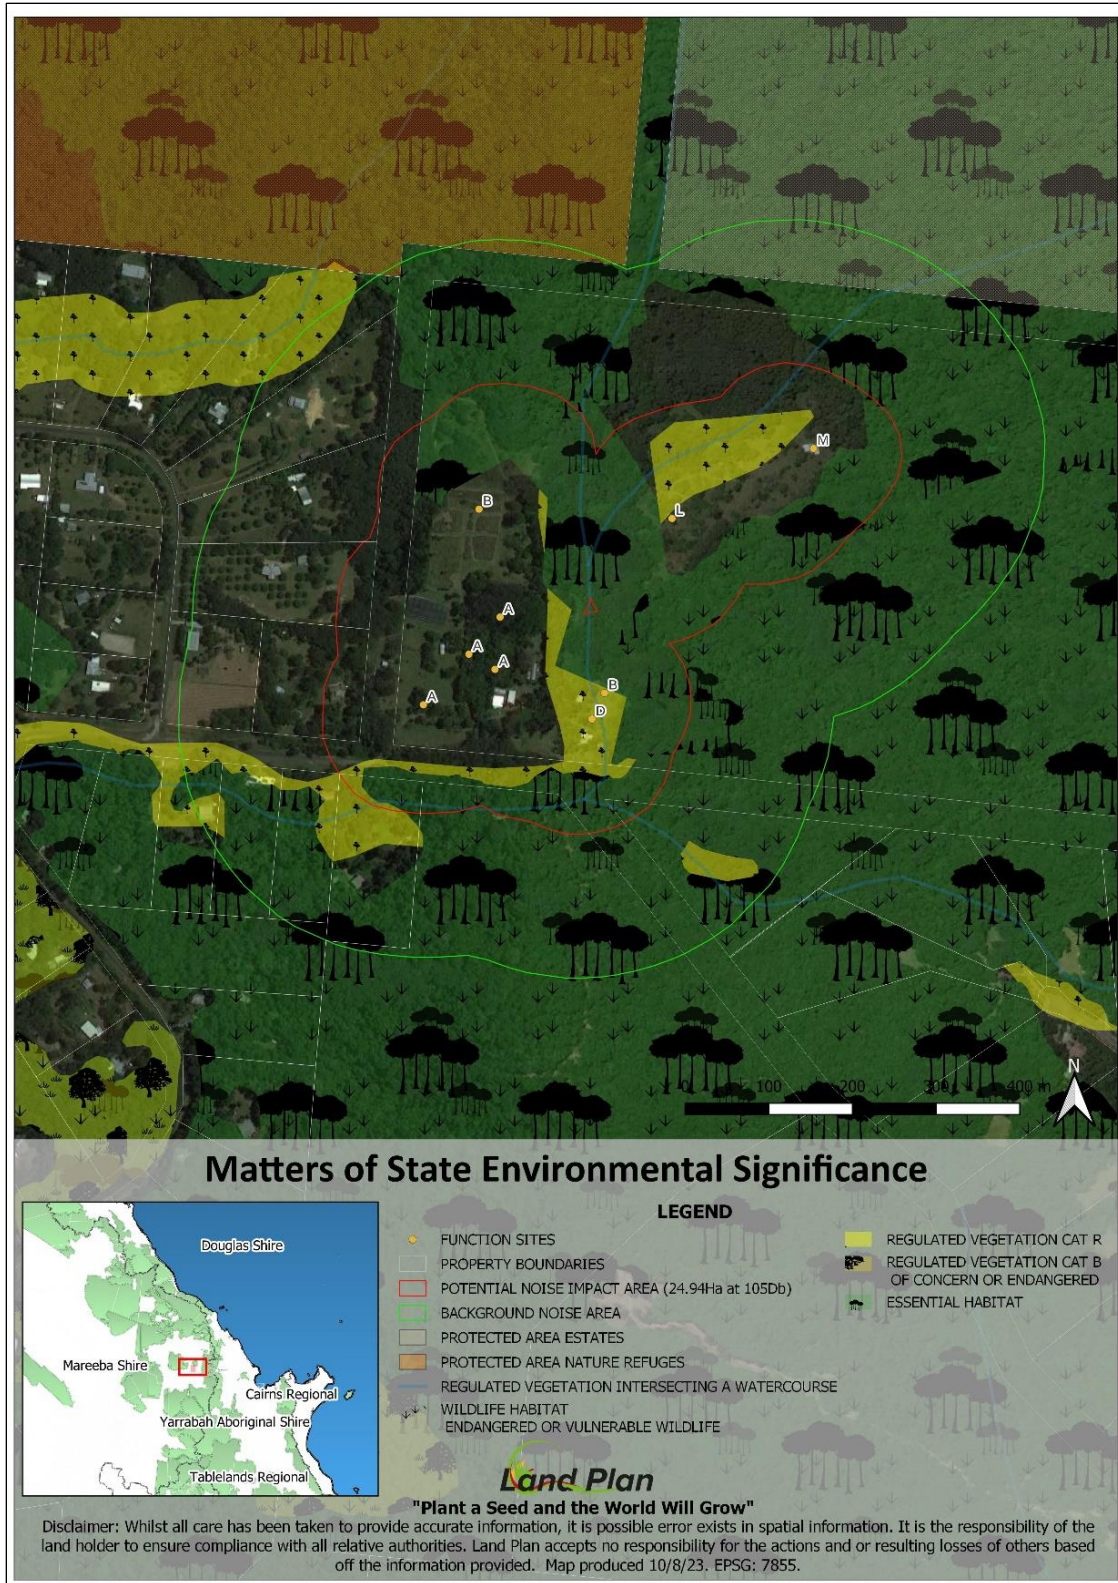 M
B
L
A
A
A
A
B
D
N
0 100 200 300 400 m
Matters of State Environmental Significance
Douglas Shire
Mareeba Shire
Cairns Regional
Yarrabah Aboriginal Shire
Tablelands Regional
LEGEND
FUNCTION SITES
PROPERTY BOUNDARIES
POTENTIAL NOISE IMPACT AREA (24.94Ha at 105Db)
BACKGROUND NOISE AREA
PROTECTED AREA ESTATES
PROTECTED AREA NATURE REFUGES
REGULATED VEGETATION INTERSECTING A WATERCOURSE
WILDLIFE HABITAT
ENDANGERED OR VULNERABLE WILDLIFE
REGULATED VEGETATION CAT R
REGULATED VEGETATION CAT B
OF CONCERN OR ENDANGERED
ESSENTIAL HABITAT
Land Plan
"Plant a Seed and the World Will Grow"
Disclaimer: Whilst all care has been taken to provide accurate information, it is possible error exists in spatial information. It is the responsibility of the
land holder to ensure compliance with all relative authorities. Land Plan accepts no responsibility for the actions and or resulting losses of others based
off the information provided. Map produced 10/8/23. EPSG: 7855.